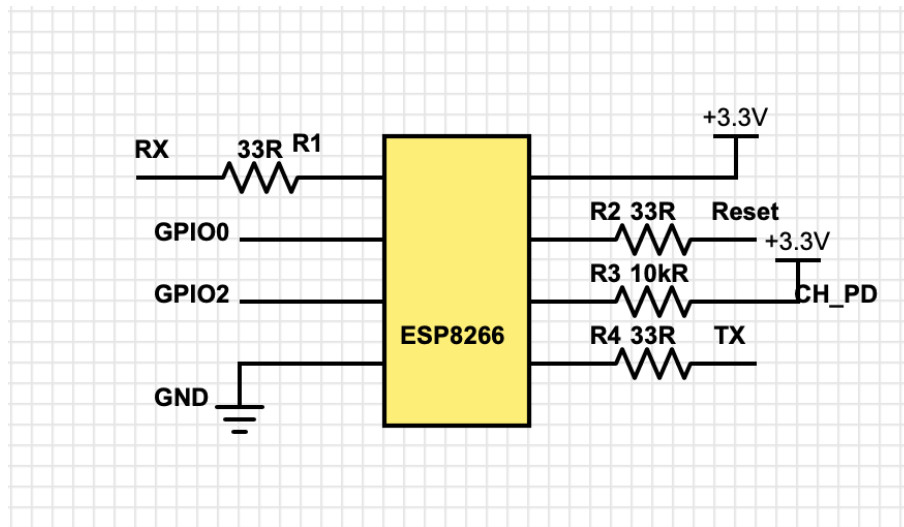 +3.3V
RX 33R R1
R2 33R Reset
GPIO0 +3.3V
R3 10kR
GPIO2 CH_PD
ESP8266 R4 33R TX
GND